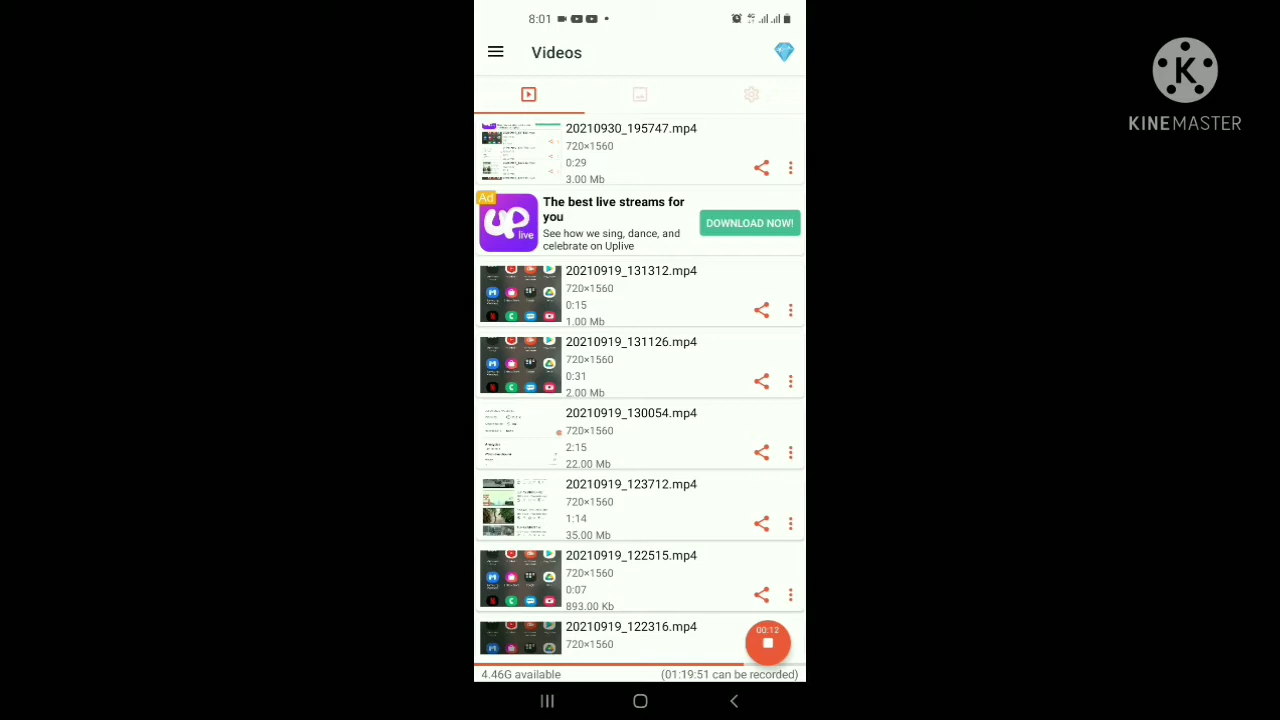 8:01
Videos
K
KINEMASTER
20210930_195747.mp4
720×1560
0:29
3.00 Mb
Ad
up
live
The best live streams for
you
See how we sing, dance, and
celebrate on Uplive
DOWNLOAD NOW!
20210919_131312.mp4
720×1560
0:15
1.00 Mb
20210919_131126.mp4
720×1560
0:31
2.00 Mb
20210919_130054.mp4
720×1560
2:15
22.00 Mb
20210919_123712.mp4
720×1560
1:14
35.00 Mb
20210919_122515.mp4
720×1560
0:07
893.00 Kb
20210919_122316.mp4
720×1560
00:12
4.46G available
(01:19:51 can be recorded)